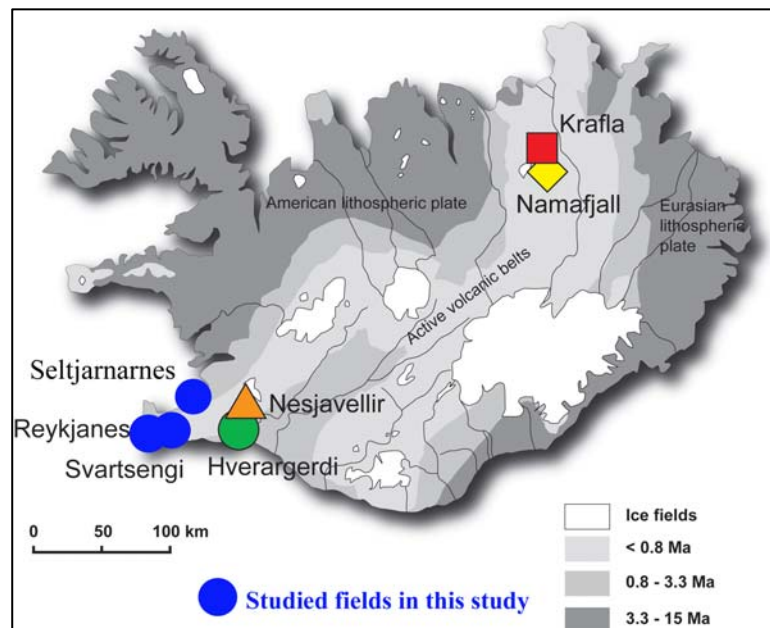 Krafla
Namafjall
American lithospheric plate
Eurasian
lithospheric
plate
Active volcanic belts
Seltjarnarnes
Nesjavellir
Reykjanes
Svartsengi
Hverargerdi
0 50 100 km
Ice fields
< 0.8 Ma
0.8 - 3.3 Ma
3.3 - 15 Ma
Studied fields in this study